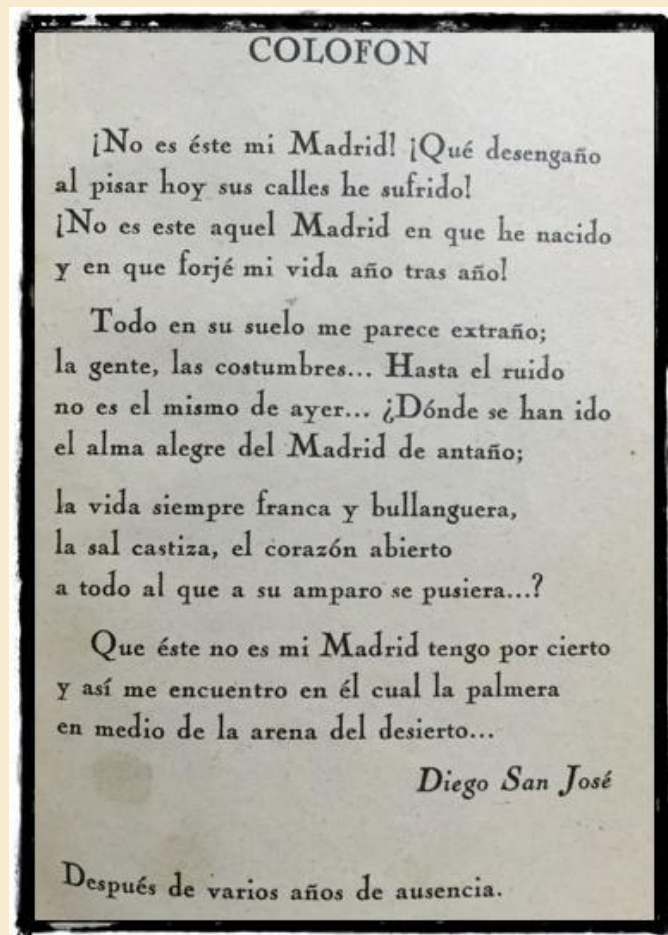 COLOFON
¡No es éste mi Madrid! ¡Qué desengaño
al pisar hoy sus calles he sufrido!
¡No es este aquel Madrid en que he nacido
y en que forjé mi vida año tras año!
Todo en su suelo me parece extraño;
la gente, las costumbres... Hasta el ruido
no es el mismo de ayer... ¿Dónde se han ido
el alma alegre del Madrid de antaño;
la vida siempre franca y bullanguera,
la sal castiza, el corazón abierto
a todo al que a su amparo se pusiera...?
Que éste no es mi Madrid tengo por cierto
y así me encuentro en él cual la palmera
en medio de la arena del desierto...
Diego San José
Después de varios años de ausencia.